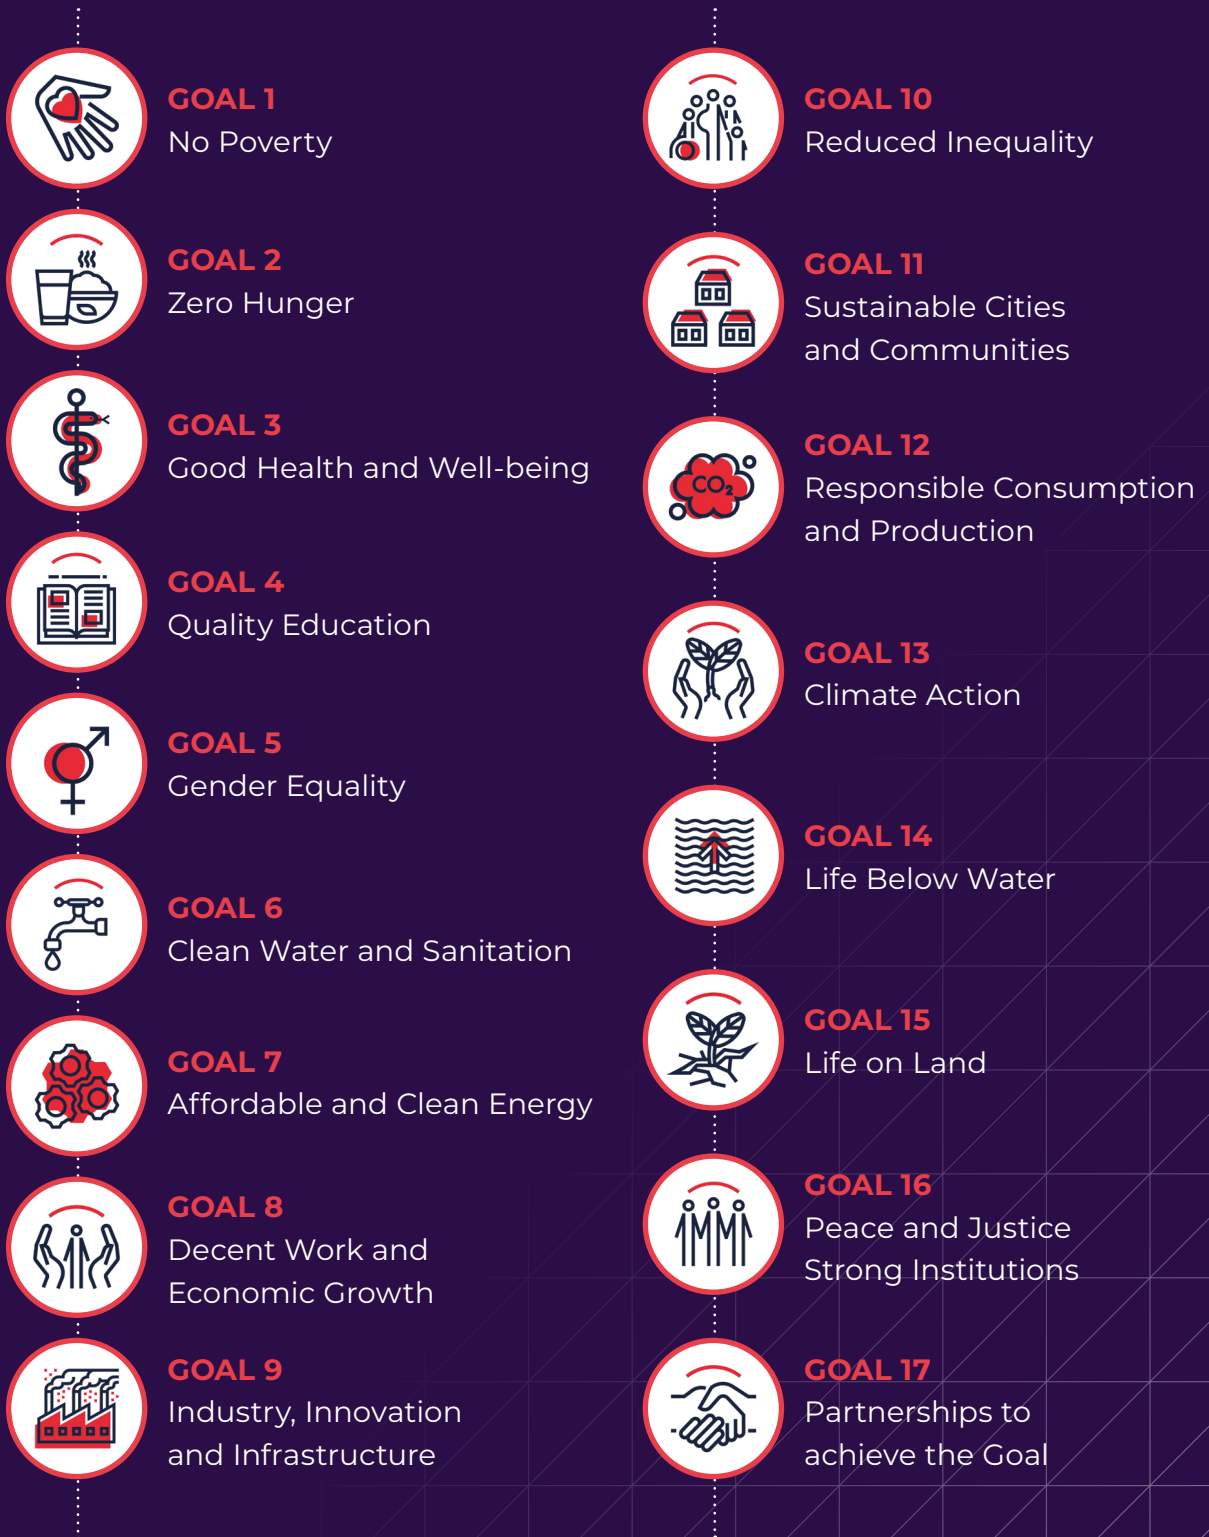 GOAL 1
No Poverty
GOAL 2
Zero Hunger
GOAL 3
Good Health and Well-being
GOAL 4
Quality Education
GOAL 5
Gender Equality
GOAL 6
Clean Water and Sanitation
GOAL 7
Affordable and Clean Energy
GOAL 8
Decent Work and
Economic Growth
GOAL 9
Industry, Innovation
and Infrastructure
GOAL 10
Reduced Inequality
GOAL 11
Sustainable Cities
and Communities
CO₂
GOAL 12
Responsible Consumption
and Production
GOAL 13
Climate Action
GOAL 14
Life Below Water
GOAL 15
Life on Land
GOAL 16
Peace and Justice
Strong Institutions
GOAL 17
Partnerships to
achieve the Goal